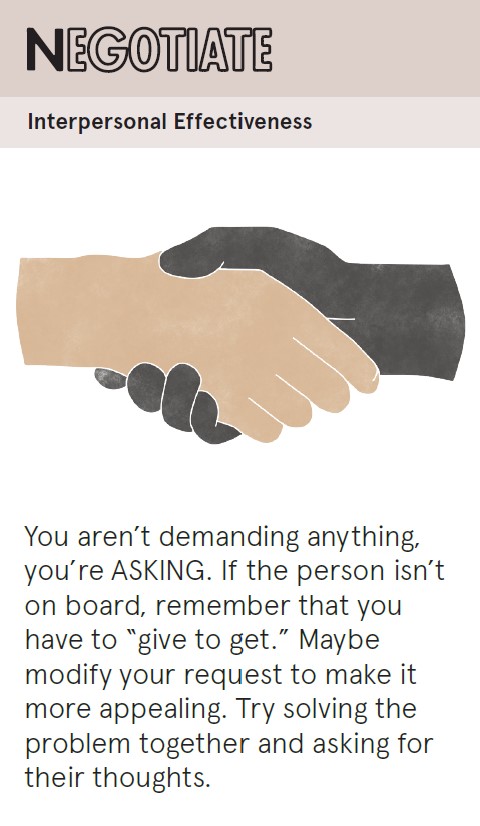 NEGOTIATE
Interpersonal Effectiveness
You aren’t demanding anything,
you’re ASKING. If the person isn’t
on board, remember that you
have to “give to get.” Maybe
modify your request to make it
more appealing. Try solving the
problem together and asking for
their thoughts.